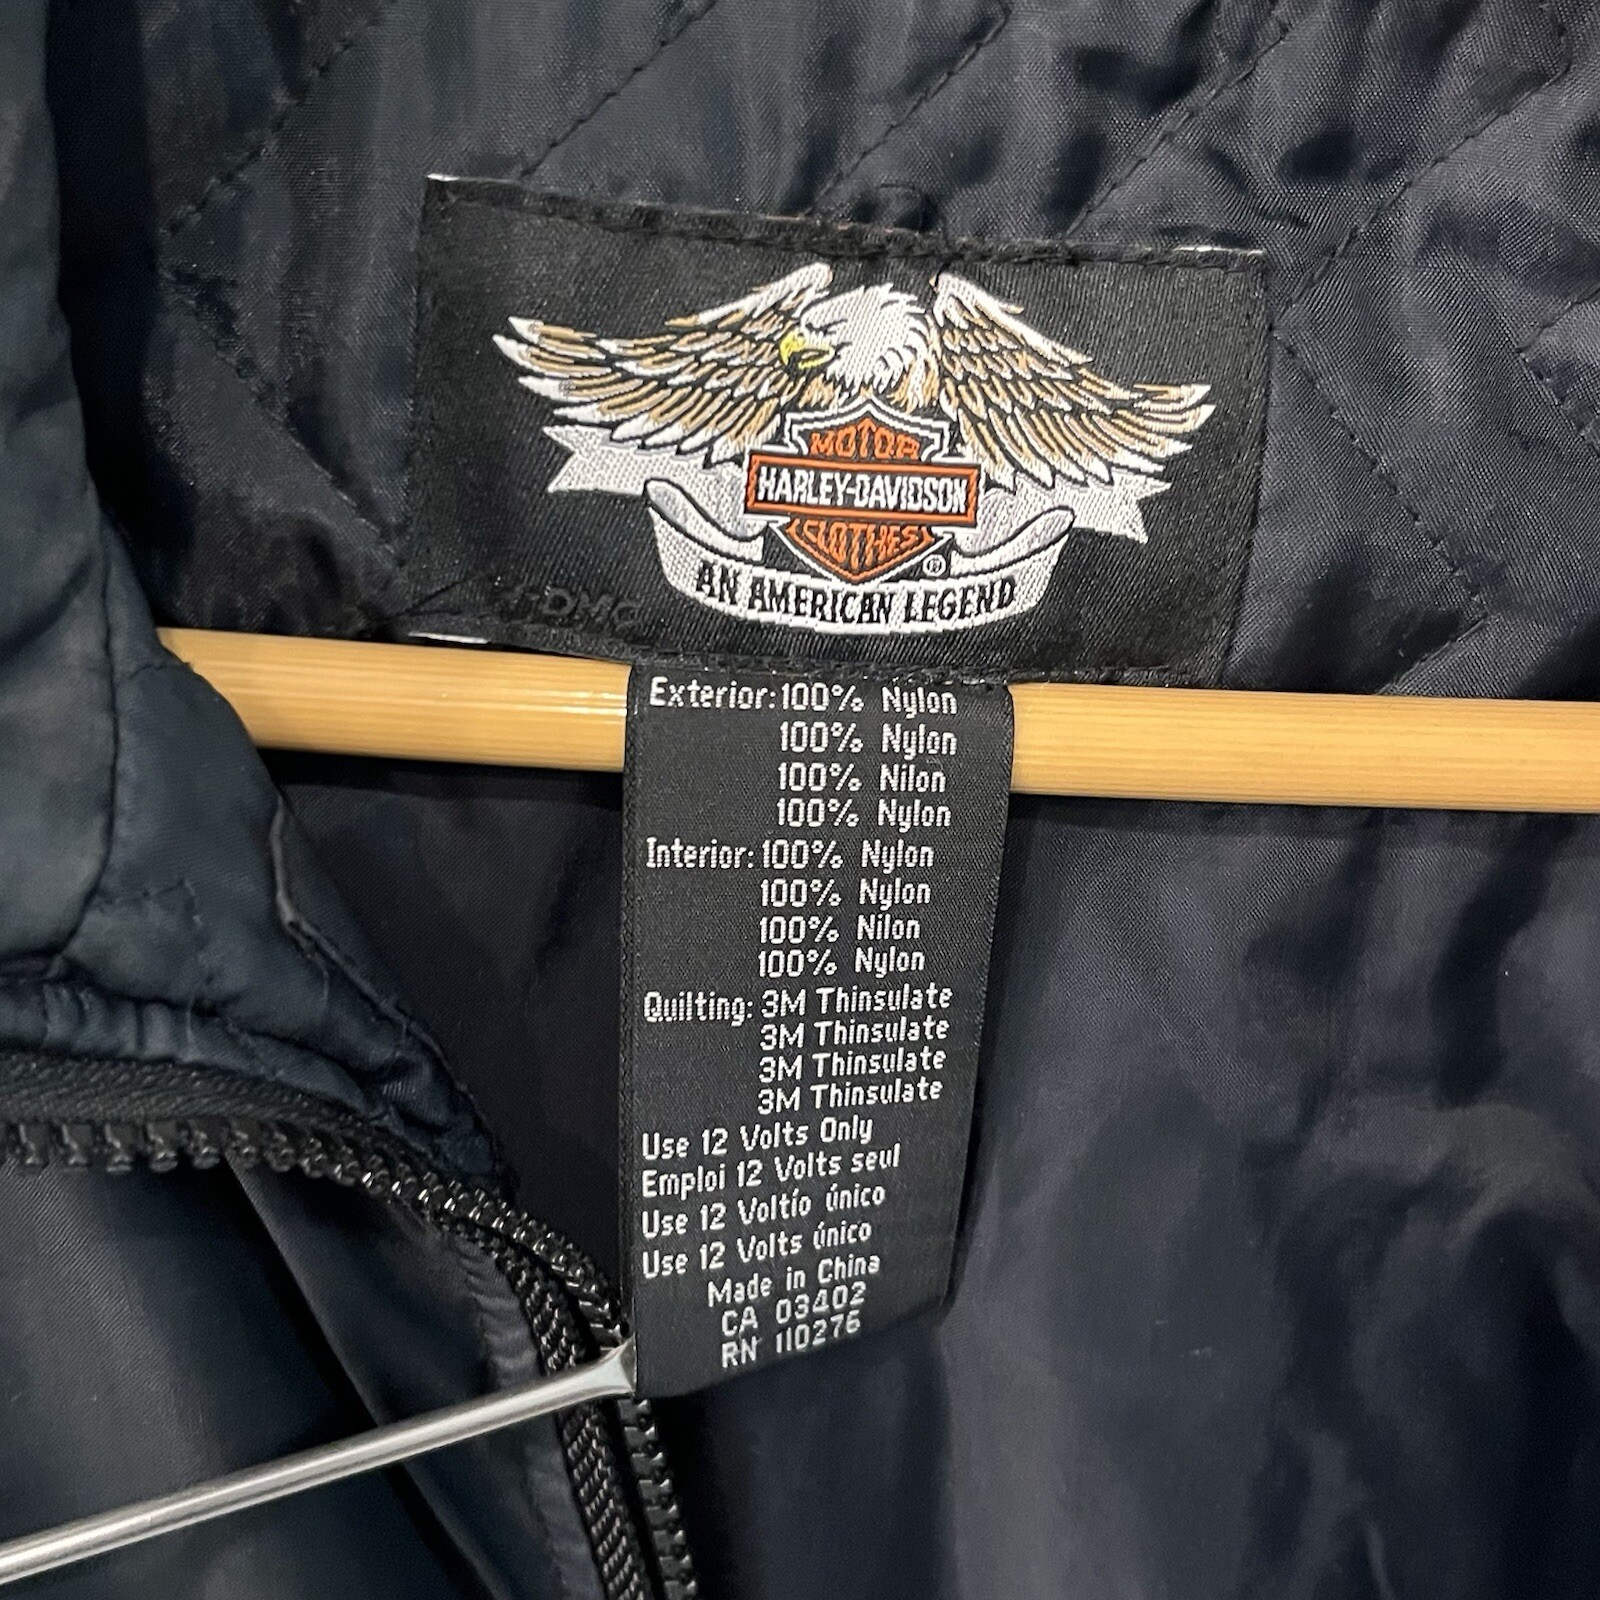 MOTOR
HARLEY-DAVIDSON
CLOTHES
®
AN AMERICAN LEGEND
Exterior: 100% Nylon
100% Nylon
100% Nilon
100% Nylon
Interior: 100% Nylon
100% Nylon
100% Nilon
100% Nylon
Quilting: 3M Thinsulate
3M Thinsulate
3M Thinsulate
3M Thinsulate
Use 12 Volts Only
Emploi 12 Volts seul
Use 12 Voltío único
Use 12 Volts único
Made in China
CA 03402
RN 110276